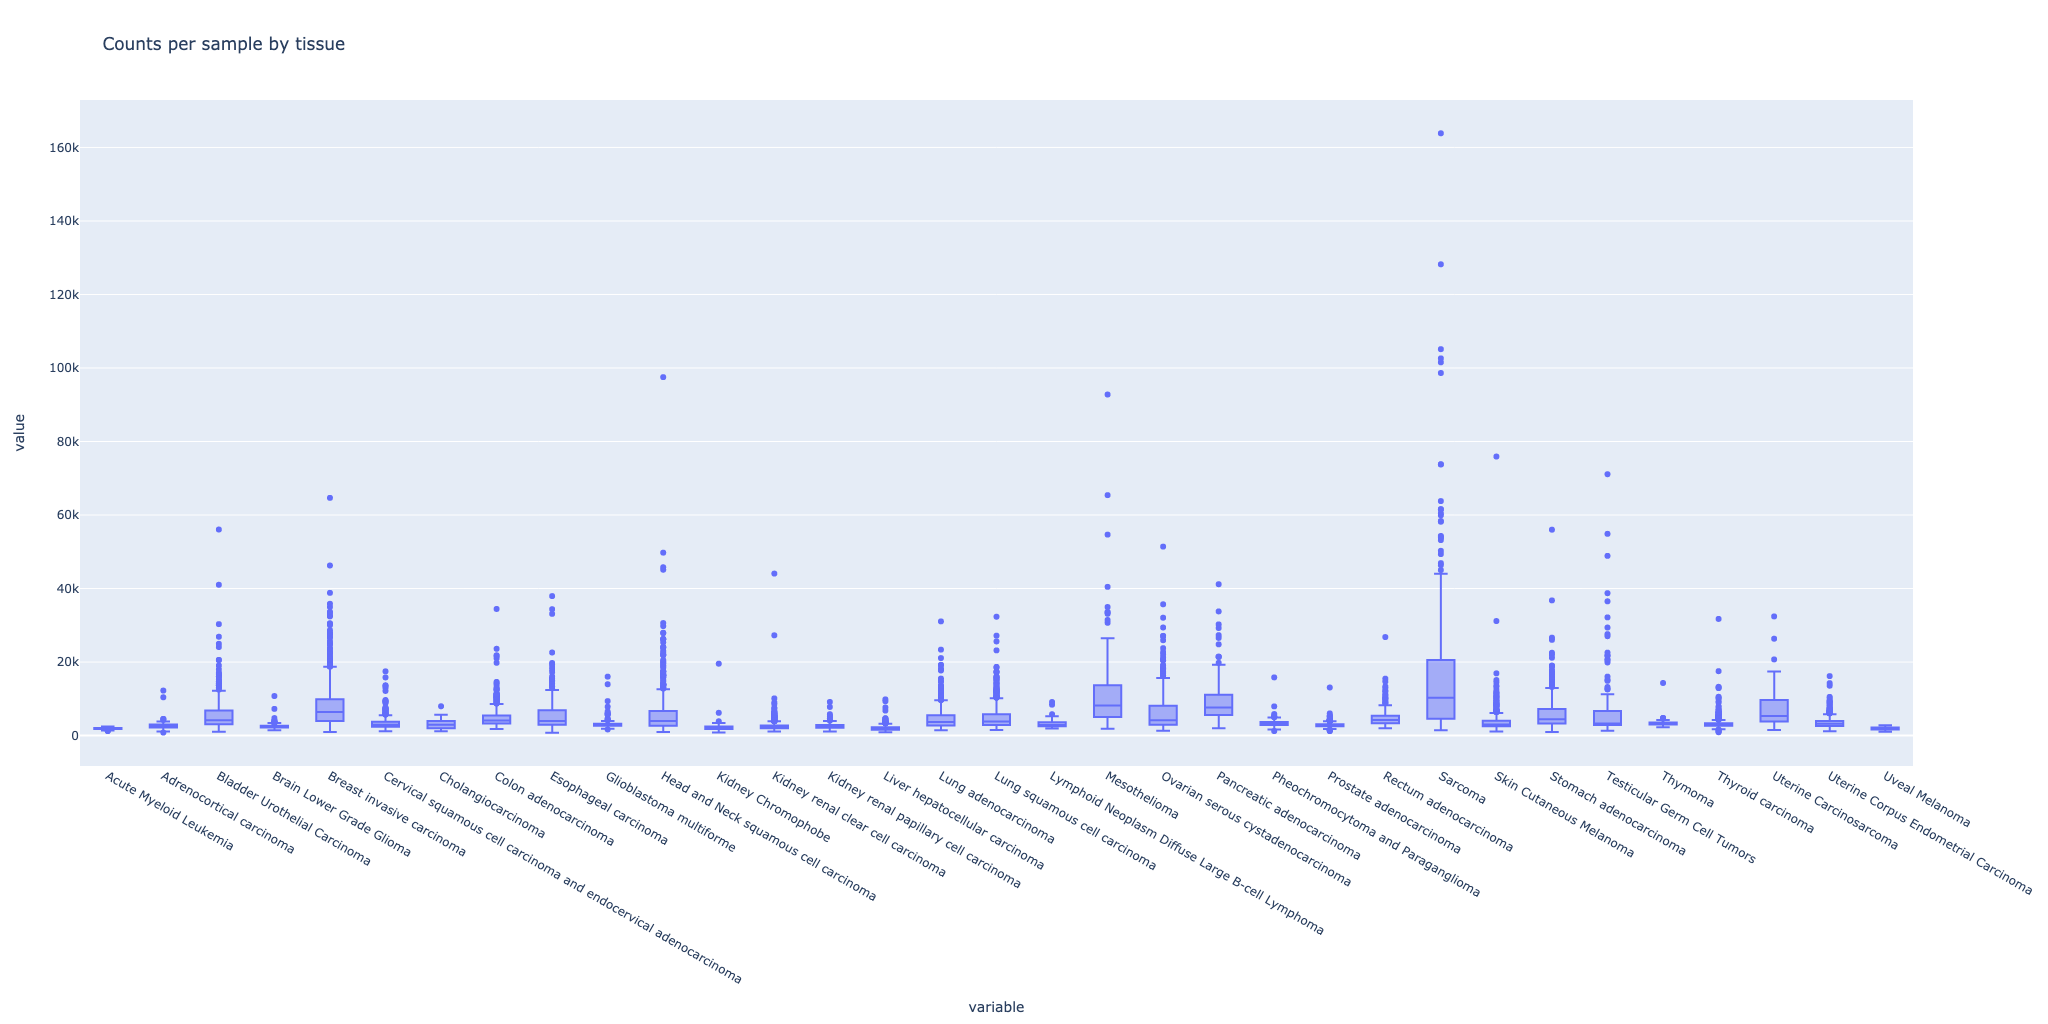 Counts per sample by tissue
160k
140k
120k
100k
80k
60k
40k
20k
0
value
Acute Myeloid Leukemia
Adrenocortical carcinoma
Bladder Urothelial Carcinoma
Brain Lower Grade Glioma
Breast invasive carcinoma
Cervical squamous cell carcinoma and endocervical adenocarcinoma
Cholangiocarcinoma
Colon adenocarcinoma
Esophageal carcinoma
Glioblastoma multiforme
Head and Neck squamous cell carcinoma
Kidney Chromophobe
Kidney renal clear cell carcinoma
Kidney renal papillary cell carcinoma
Liver hepatocellular carcinoma
Lung adenocarcinoma
Lung squamous cell carcinoma
Lymphoid Neoplasm Diffuse Large B-cell Lymphoma
Mesothelioma
Ovarian serous cystadenocarcinoma
Pancreatic adenocarcinoma
Pheochromocytoma and Paraganglioma
Prostate adenocarcinoma
Rectum adenocarcinoma
Sarcoma
Skin Cutaneous Melanoma
Stomach adenocarcinoma
Testicular Germ Cell Tumors
Thymoma
Thyroid carcinoma
Uterine Carcinosarcoma
Uterine Corpus Endometrial Carcinoma
Uveal Melanoma
variable